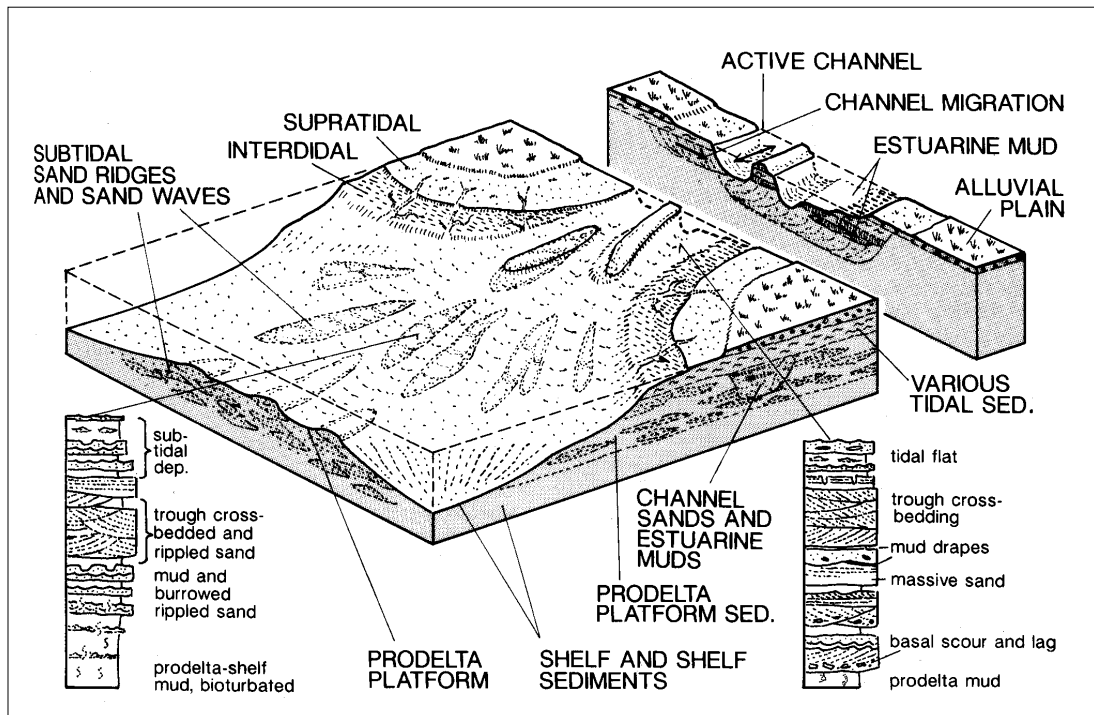 ACTIVE CHANNEL
CHANNEL MIGRATION
ESTUARINE MUD
ALLUVIAL
PLAIN
SUPRATIDAL
INTERDIDAL
SUBTIDAL
SAND RIDGES
AND SAND WAVES
VARIOUS
TIDAL SED.
CHANNEL
SANDS AND
ESTUARINE
MUDS
PRODELTA
PLATFORM SED.
SHELF AND SHELF
SEDIMENTS
PRODELTA
PLATFORM
sub-
tidal
dep.
trough cross-
bedded and
rippled sand
mud and
burrowed
rippled sand
prodelta-shelf
mud, bioturbated
tidal flat
trough cross-
bedding
mud drapes
massive sand
basal scour and lag
prodelta mud